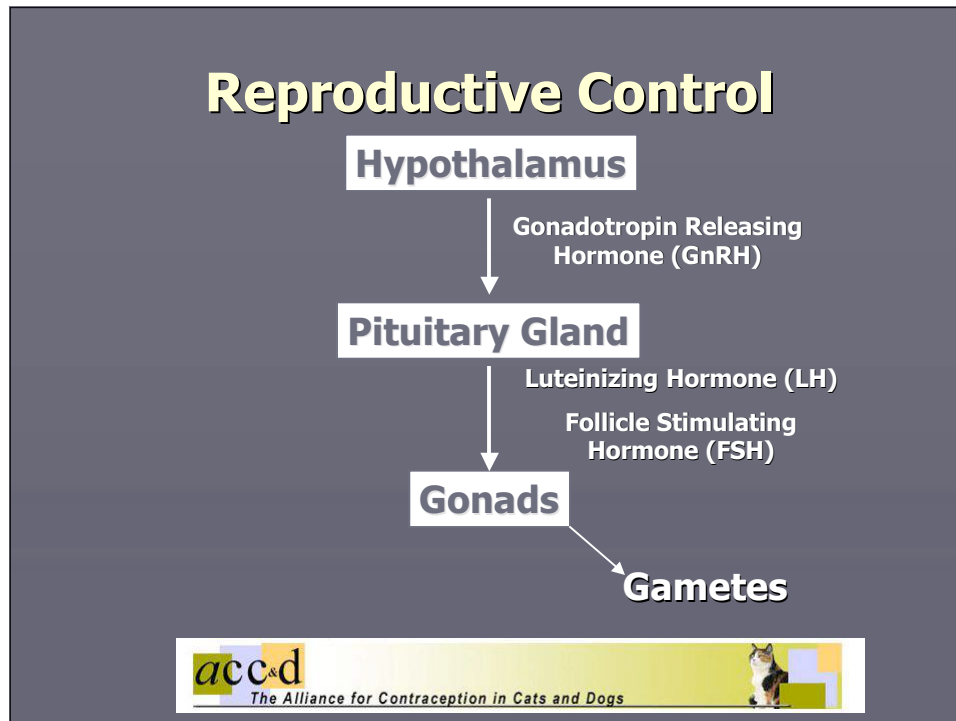 Reproductive Control
Hypothalamus
Gonadotropin Releasing
Hormone (GnRH)
Pituitary Gland
Luteinizing Hormone (LH)
Follicle Stimulating
Hormone (FSH)
Gonads
Gametes
acc&d
The Alliance for Contraception in Cats and Dogs